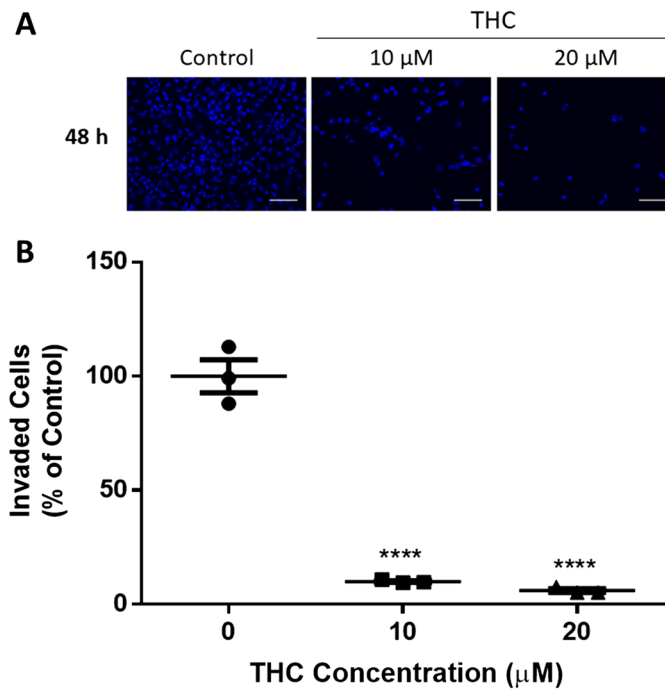 A
THC
Control
10 μM
20 μM
48 h
B
150
100
50
0
Invaded Cells
(% of Control)
****
****
0
10
20
THC Concentration (μM)